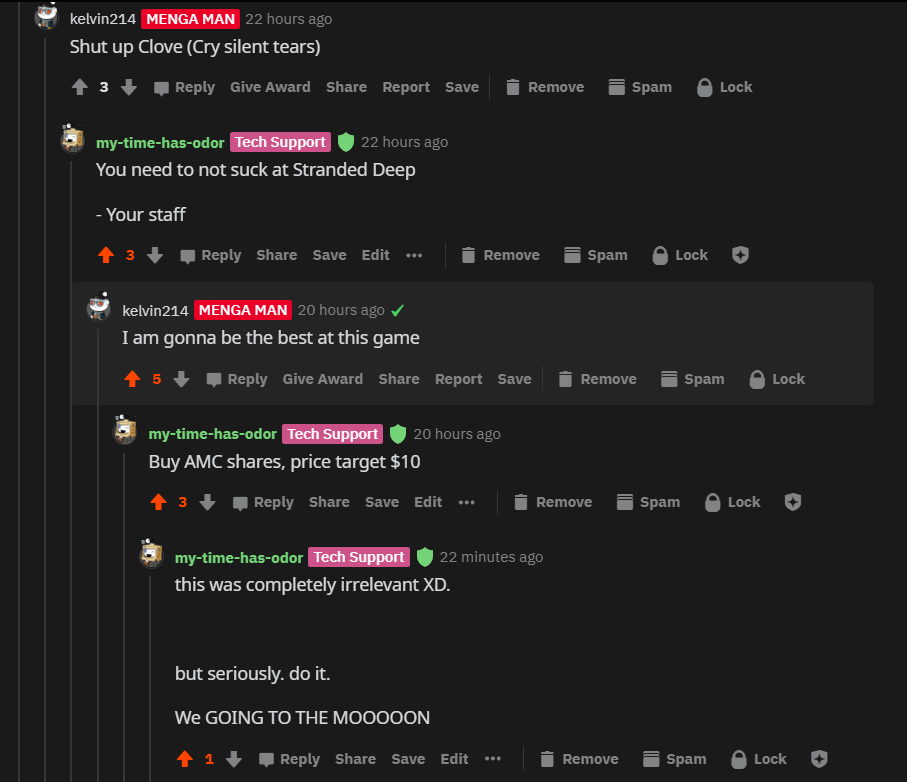 kelvin214 MENGA MAN 22 hours ago
Shut up Clove (Cry silent tears)
3 Reply Give Award Share Report Save Remove Spam Lock
my-time-has-odor Tech Support 22 hours ago
You need to not suck at Stranded Deep
- Your staff
3 Reply Share Save Edit ... Remove Spam Lock
kelvin214 MENGA MAN 20 hours ago
I am gonna be the best at this game
5 Reply Give Award Share Report Save Remove Spam Lock
my-time-has-odor Tech Support 20 hours ago
Buy AMC shares, price target $10
3 Reply Share Save Edit ... Remove Spam Lock
my-time-has-odor Tech Support 22 minutes ago
this was completely irrelevant XD.
but seriously. do it.
We GOING TO THE MOOOOON
1 Reply Share Save Edit ... Remove Spam Lock